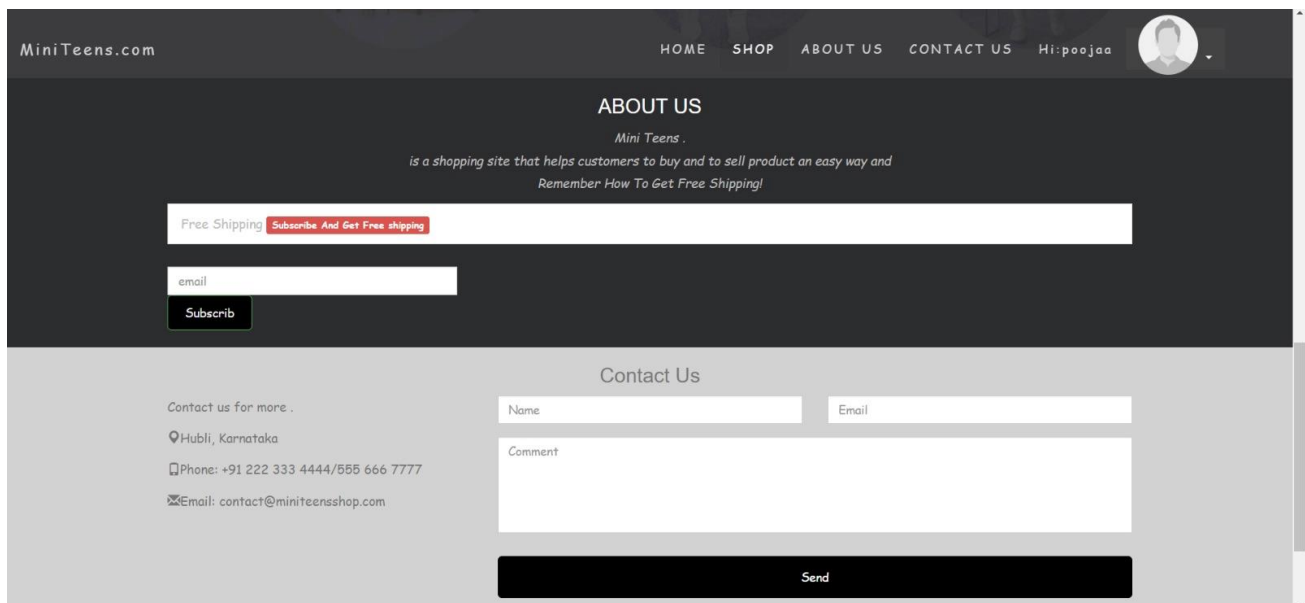 MiniTeens.com HOME SHOP ABOUT US CONTACT US Hi:poojaa
ABOUT US
Mini Teens .
is a shopping site that helps customers to buy and to sell product an easy way and
Remember How To Get Free Shipping!
Free Shipping Subscribe And Get Free shipping
email
Subscrib
Contact Us
Contact us for more .
Hubli, Karnataka
Phone: +91 222 333 4444/555 666 7777
Email: contact@miniteensshop.com
Name Email
Comment
Send